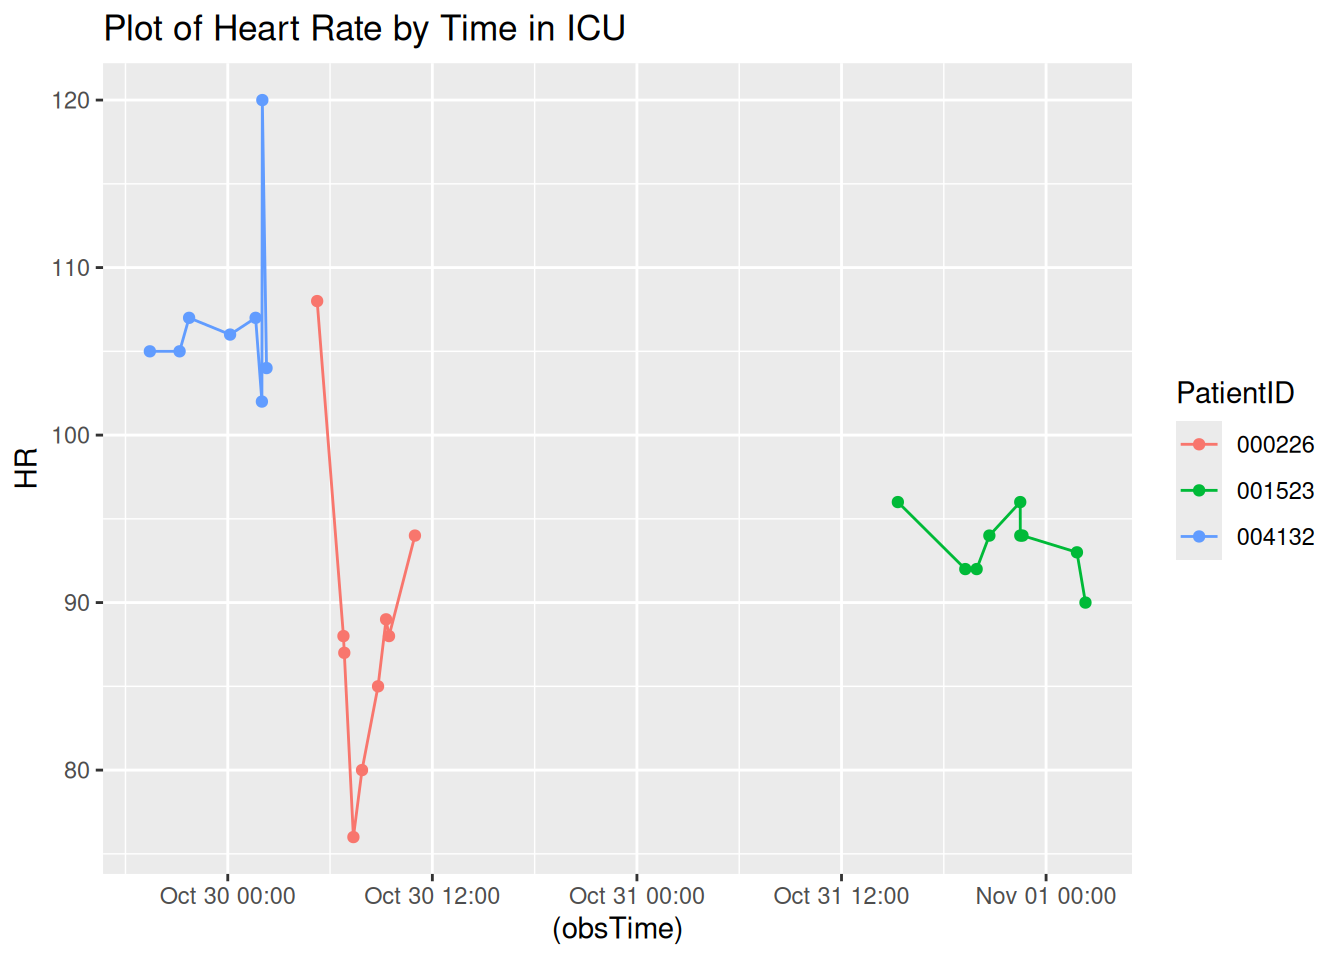 Plot of Heart Rate by Time in ICU
120
110
100
90
80
HR
Oct 30 00:00
Oct 30 12:00
Oct 31 00:00
Oct 31 12:00
Nov 01 00:00
(obsTime)
PatientID
000226
001523
004132